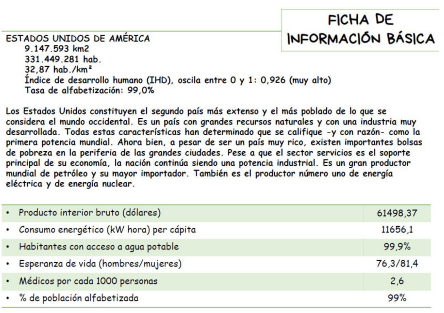 FICHA DE
INFORMACIÓN BÁSICA
ESTADOS UNIDOS DE AMÉRICA
9.147.593 km2
331.449.281 hab.
32,87 hab./km²
Índice de desarrollo humano (IHD), oscila entre 0 y 1: 0,926 (muy alto)
Tasa de alfabetización: 99,0%
Los Estados Unidos constituyen el segundo país más extenso y el más poblado de lo que se
considera el mundo occidental. Es un país con grandes recursos naturales y con una industria muy
desarrollada. Todas estas características han determinado que se califique -y con razón- como la
primera potencia mundial. Ahora bien, a pesar de ser un país muy rico, existen importantes bolsas
de pobreza en la periferia de las grandes ciudades. Pese a que el sector servicios es el soporte
principal de su economía, la nación continúa siendo una potencia industrial. Es un gran productor
mundial de petróleo y su mayor importador. También es el productor número uno de energía
eléctrica y de energía nuclear.
• Producto interior bruto (dólares) 61498,37
• Consumo energético (kW hora) per cápita 11656,1
• Habitantes con acceso a agua potable 99,9%
• Esperanza de vida (hombres/mujeres) 76,3/81,4
• Médicos por cada 1000 personas 2,6
• % de población alfabetizada 99%